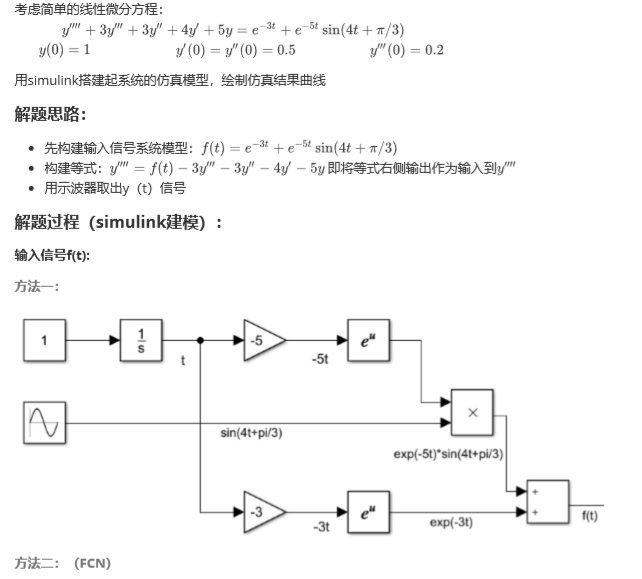 考虑简单的线性微分方程:
y'''' + 3y''' + 3y'' + 4y' + 5y = e^{-3t} + e^{-5t} sin(4t + π/3)
y(0) = 1 y'(0) = y''(0) = 0.5 y'''(0) = 0.2
用simulink搭建起系统的仿真模型，绘制仿真结果曲线
解题思路：
• 先构建输入信号系统模型：f(t) = e^{-3t} + e^{-5t} sin(4t + π/3)
• 构建等式：y'''' = f(t) − 3y''' − 3y'' − 4y' − 5y 即将等式右侧输出作为输入到y''''
• 用示波器取出y（t）信号
解题过程（simulink建模）：
输入信号f(t):
方法一：
1
1/s
t
-5
-5t
e^u
sin(4t+pi/3)
×
exp(-5t)*sin(4t+pi/3)
-3
-3t
e^u
exp(-3t)
+
+
f(t)
方法二：（FCN）